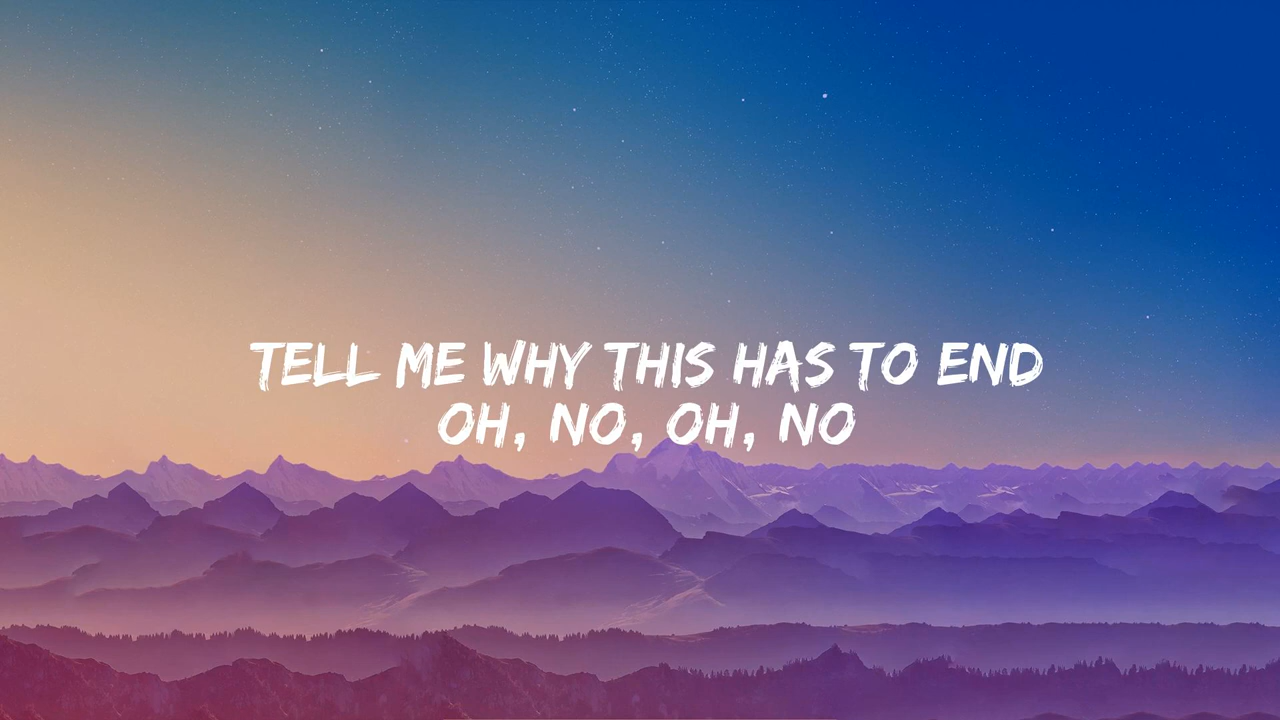 TELL ME WHY THIS HAS TO END
OH, NO, OH, NO